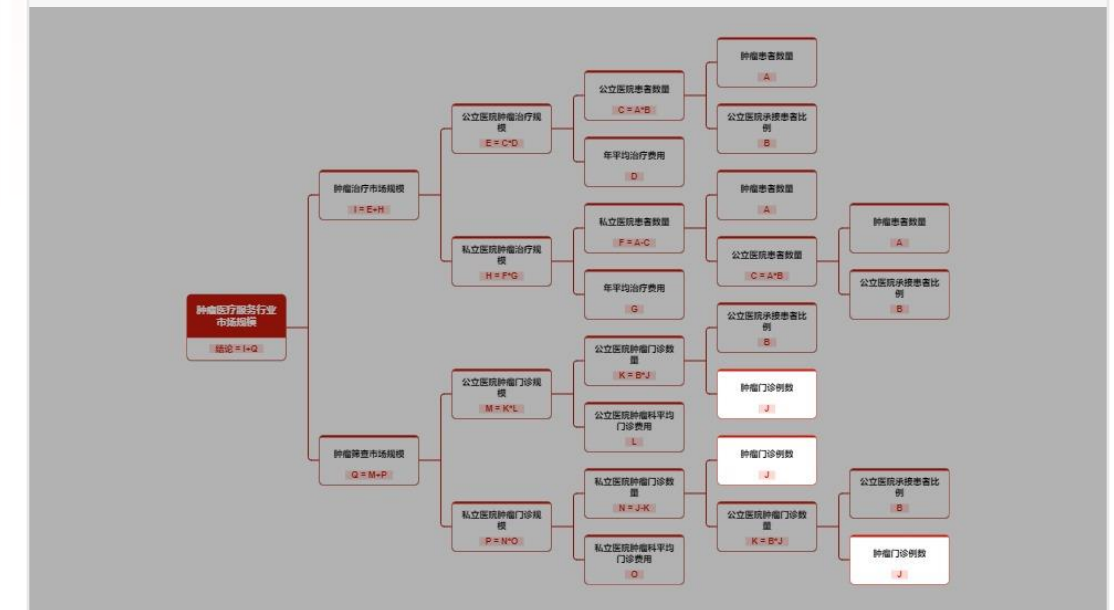 肿瘤患者数量
A
公立医院患者数量
C = A*B
公立医院承接患者比
例
B
公立医院肿瘤治疗规
模
E = C*D
年平均治疗费用
D
肿瘤治疗市场规模
I = E+H
肿瘤患者数量
A
私立医院患者数量
F = A-C
肿瘤患者数量
A
公立医院患者数量
C = A*B
公立医院承接患者比
例
B
私立医院肿瘤治疗规
模
H = F*G
年平均治疗费用
G
肿瘤医疗服务行业
市场规模
结论 = I+Q
公立医院承接患者比
例
B
公立医院肿瘤门诊数
量
K = B*J
肿瘤门诊例数
J
公立医院肿瘤门诊规
模
M = K*L
公立医院肿瘤科平均
门诊费用
L
肿瘤筛查市场规模
Q = M+P
肿瘤门诊例数
J
私立医院肿瘤门诊数
量
N = J-K
公立医院承接患者比
例
B
公立医院肿瘤门诊数
量
K = B*J
肿瘤门诊例数
J
私立医院肿瘤门诊规
模
P = N*O
私立医院肿瘤科平均
门诊费用
O